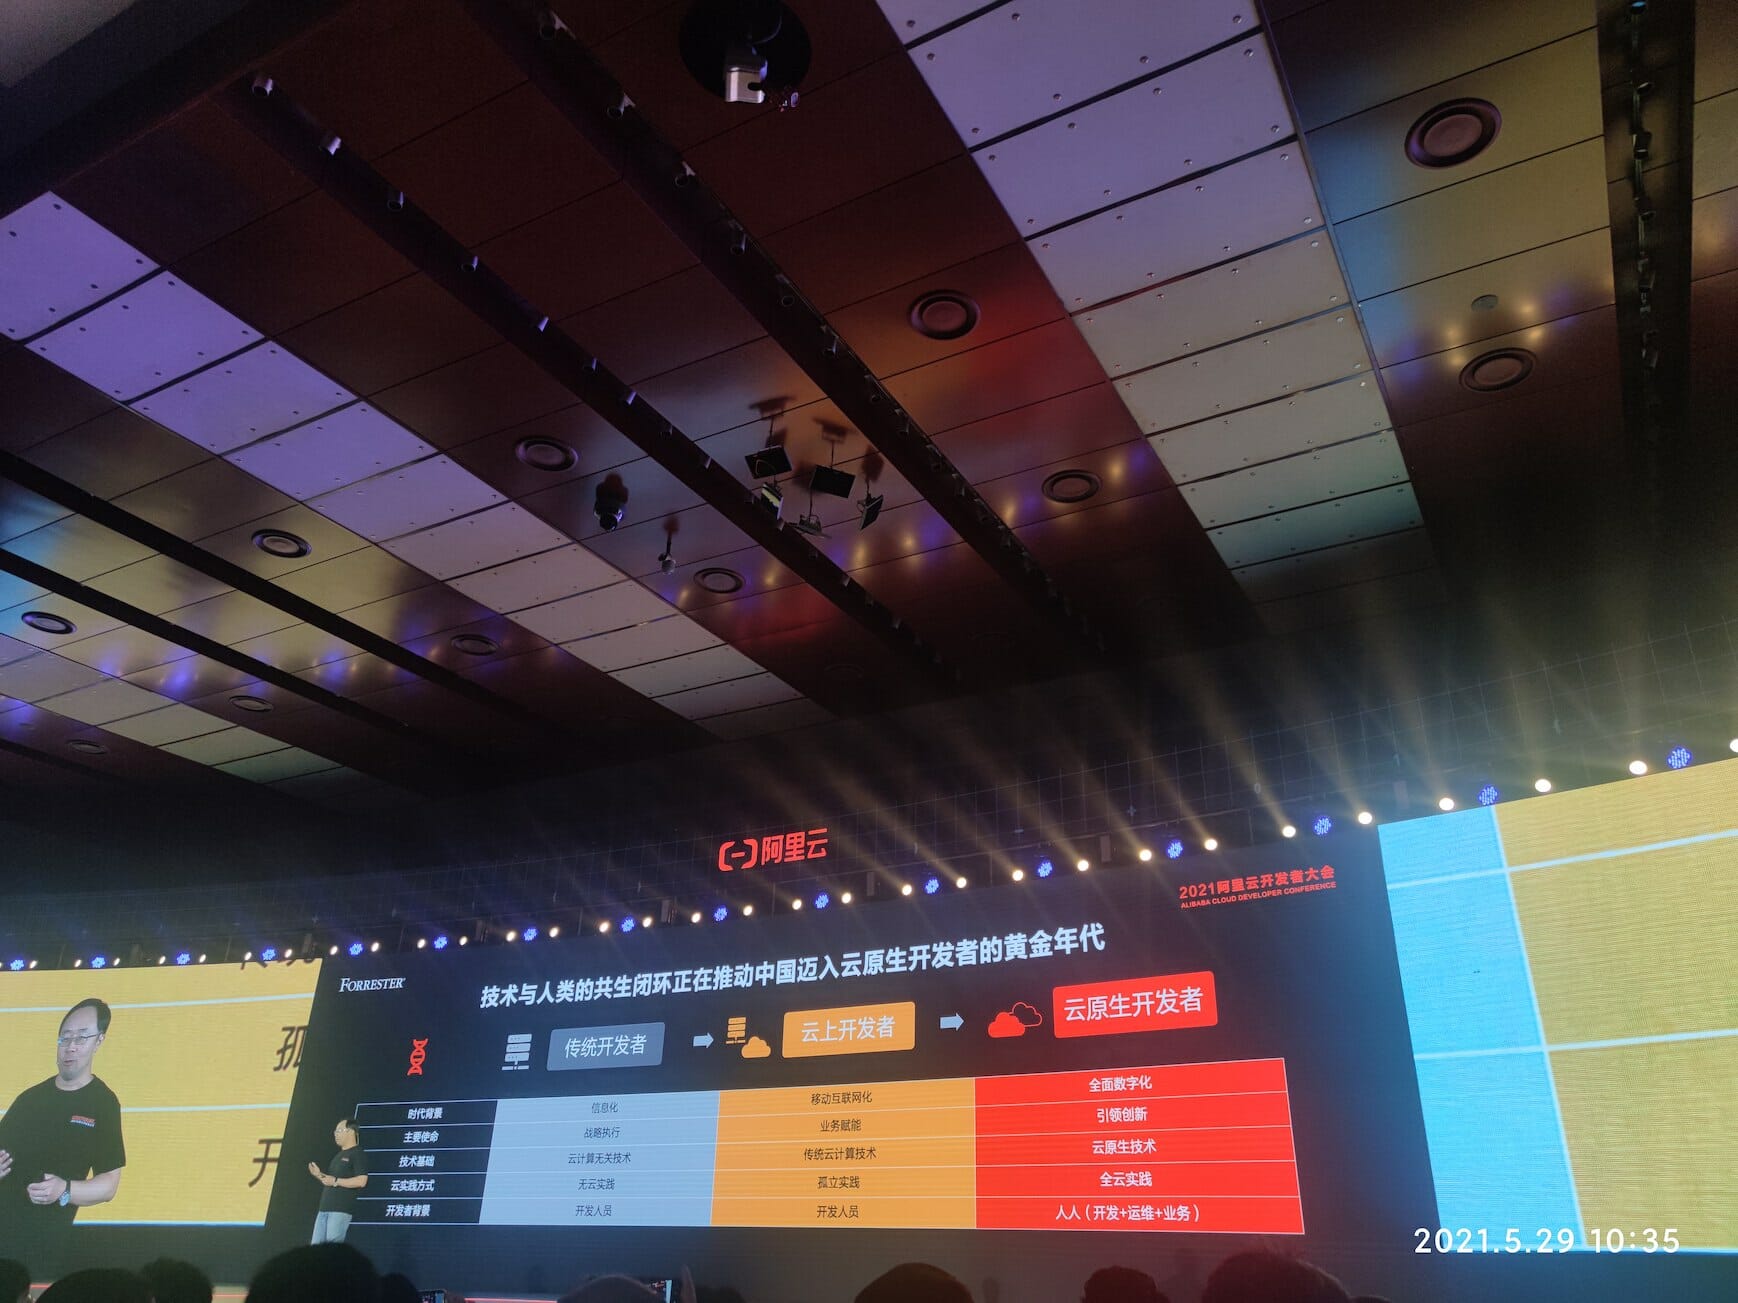 阿里云
2021阿里云开发者大会
ALIBABA CLOUD DEVELOPER CONFERENCE
FORRESTER
技术与人类的共生闭环正在推动中国迈入云原生开发者的黄金年代
传统开发者 云上开发者 云原生开发者
时代背景 信息化 移动互联网化 全面数字化
主要使命 战略执行 业务赋能 引领创新
技术基础 云计算无关技术 传统云计算技术 云原生技术
云实践方式 无云实践 孤立实践 全云实践
开发者背景 开发人员 开发人员 人人（开发+运维+业务）
孤
开
2021.5.29 10:35